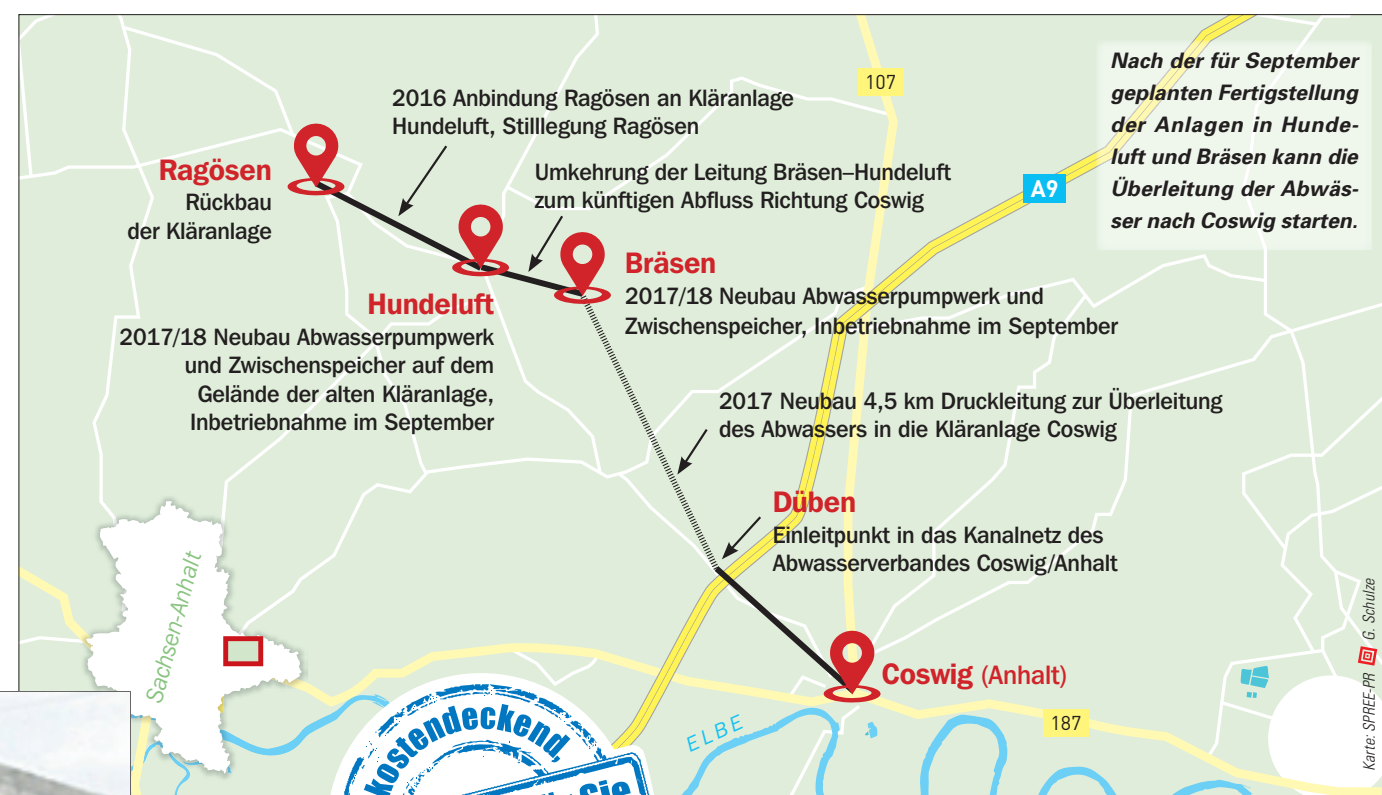 Nach der für September
geplanten Fertigstellung
der Anlagen in Hunde-
luft und Bräsen kann die
Überleitung der Abwäs-
ser nach Coswig starten.
107
2016 Anbindung Ragösen an Kläranlage
Hundeluft, Stilllegung Ragösen
Ragösen
Rückbau
der Kläranlage
Umkehrung der Leitung Bräsen–Hundeluft
zum künftigen Abfluss Richtung Coswig
A9
Bräsen
2017/18 Neubau Abwasserpumpwerk und
Zwischenspeicher, Inbetriebnahme im September
Hundeluft
2017/18 Neubau Abwasserpumpwerk
und Zwischenspeicher auf dem
Gelände der alten Kläranlage,
Inbetriebnahme im September
2017 Neubau 4,5 km Druckleitung zur Überleitung
des Abwassers in die Kläranlage Coswig
Düben
Einleitpunkt in das Kanalnetz des
Abwasserverbandes Coswig/Anhalt
Sachsen-Anhalt
Coswig (Anhalt)
187
ELBE
kostendeckend,
Sie
Karte: SPREE-PR G. Schulze